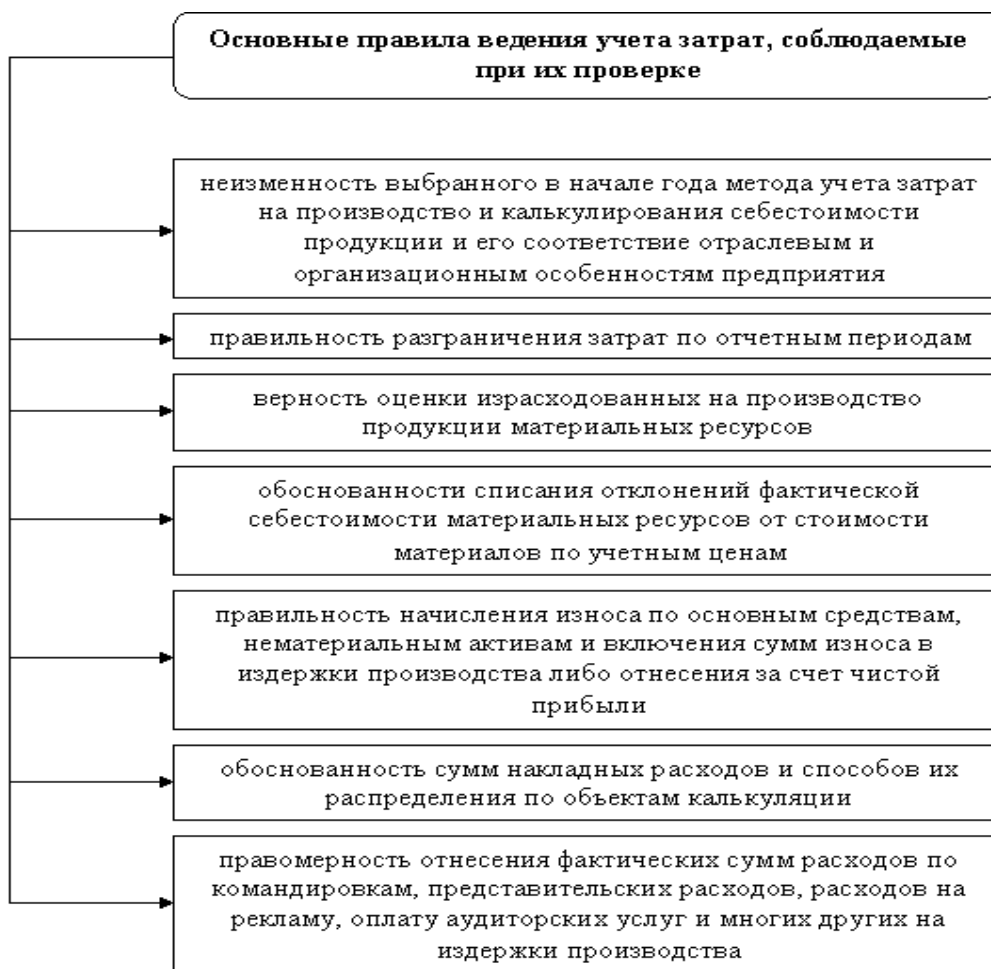 Основные правила ведения учета затрат, соблюдаемые
при их проверке
неизменность выбранного в начале года метода учета затрат
на производство и калькулирования себестоимости
продукции и его соответствие отраслевым и
организационным особенностям предприятия
правильность разграничения затрат по отчетным периодам
верность оценки израсходованных на производство
продукции материальных ресурсов
обоснованности списания отклонений фактической
себестоимости материальных ресурсов от стоимости
материалов по учетным ценам
правильность начисления износа по основным средствам,
нематериальным активам и включения сумм износа в
издержки производства либо отнесения за счет чистой
прибыли
обоснованность сумм накладных расходов и способов их
распределения по объектам калькуляции
правомерность отнесения фактических сумм расходов по
командировкам, представительских расходов, расходов на
рекламу, оплату аудиторских услуг и многих других на
издержки производства